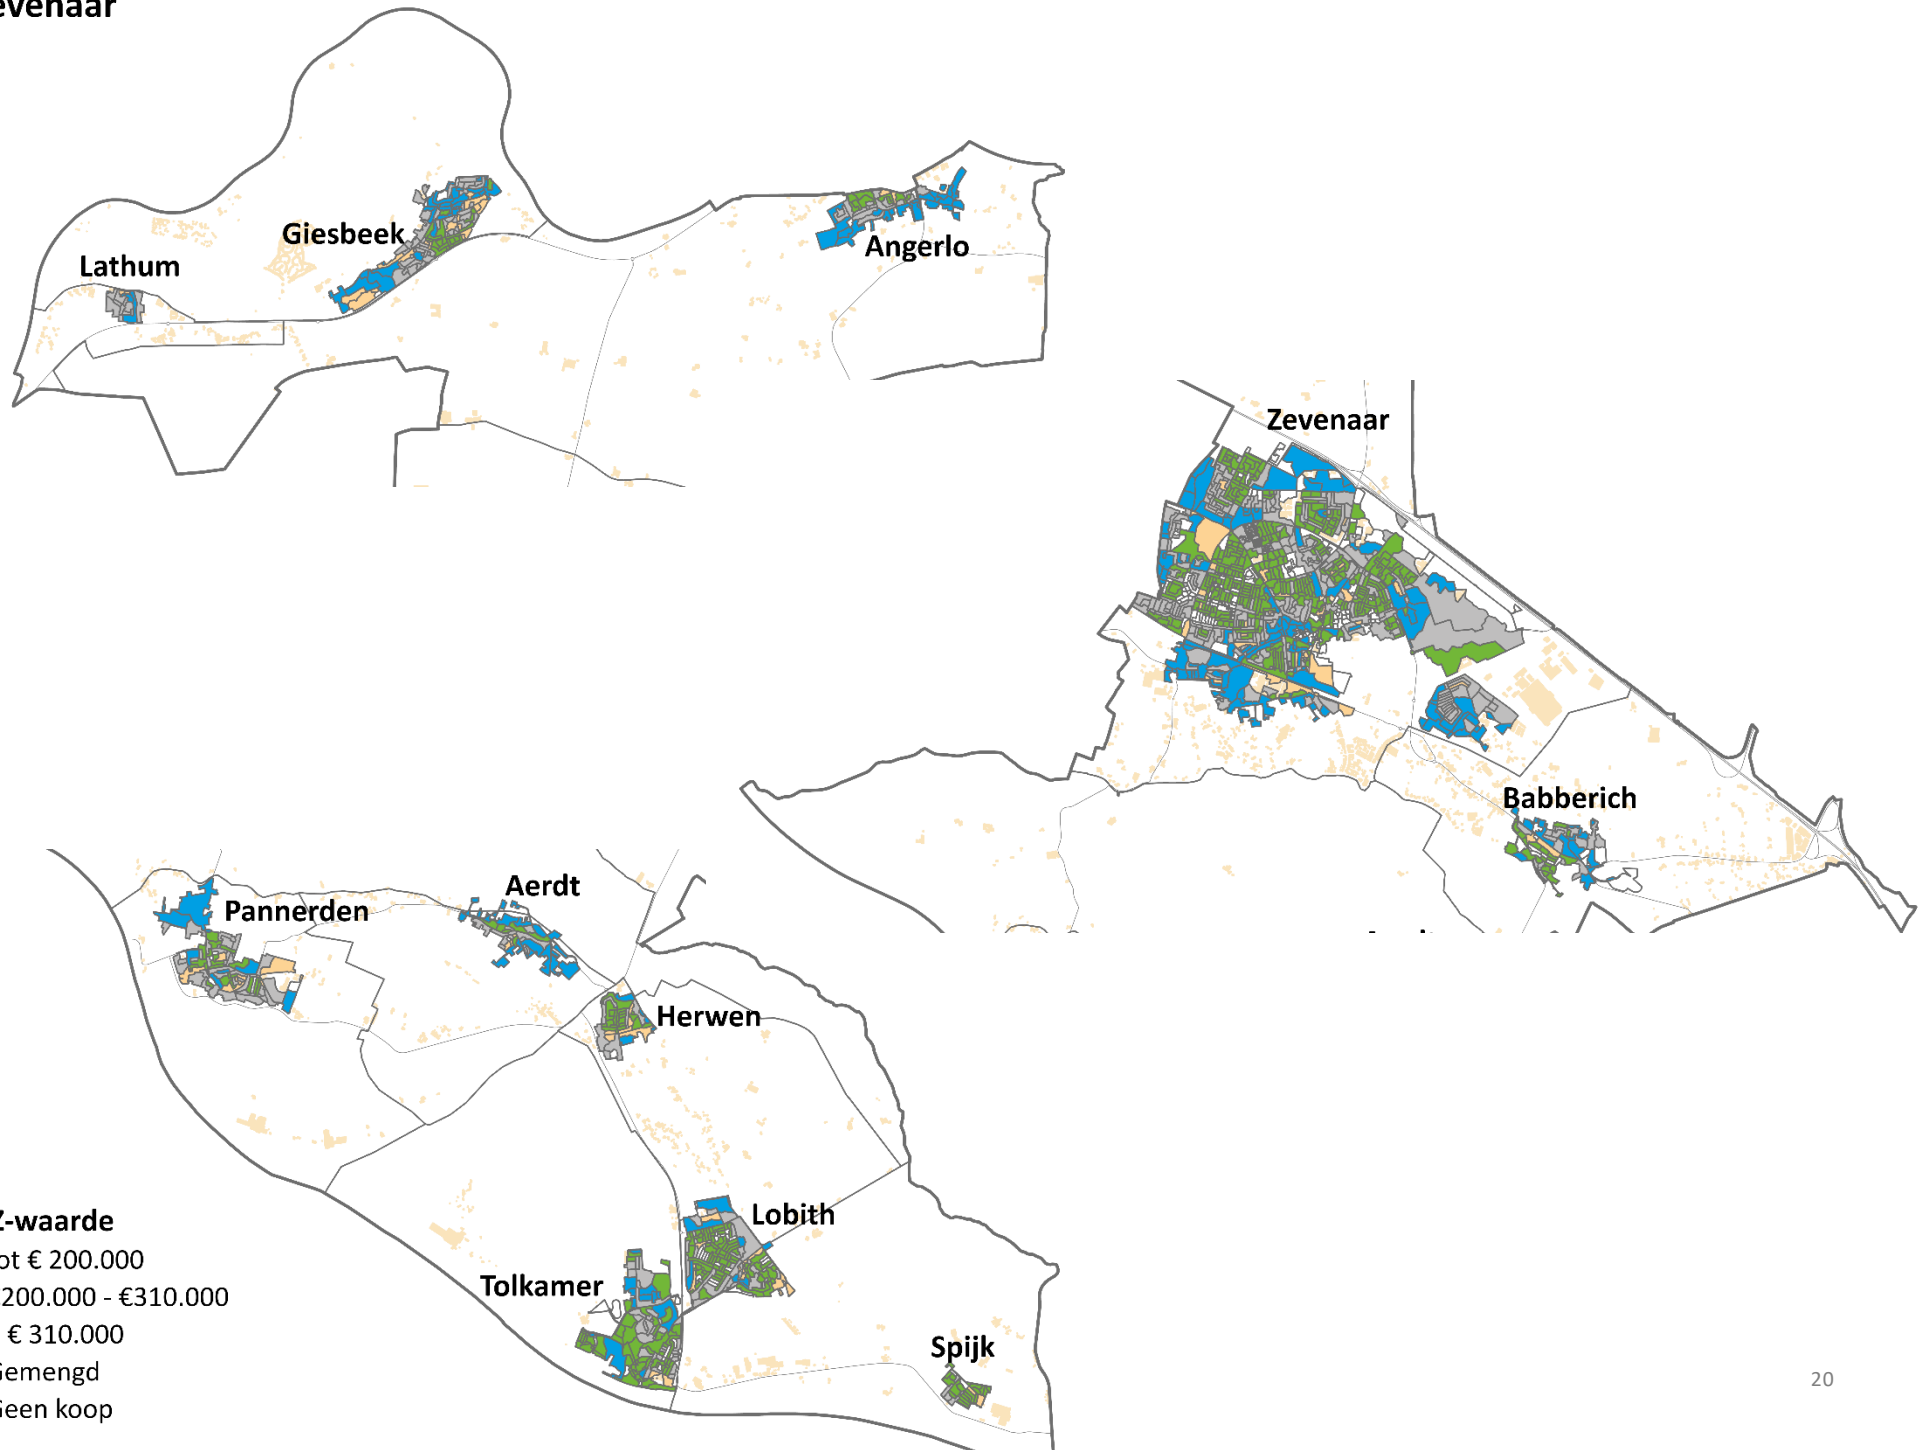 evenaar
Giesbeek
Lathum
Angerlo
Zevenaar
Babberich
Aerdt
Pannerden
Herwen
Lobith
Tolkamer
Spijk
Z-waarde
ot € 200.000
200.000 - €310.000
€ 310.000
Gemengd
Geen koop
20